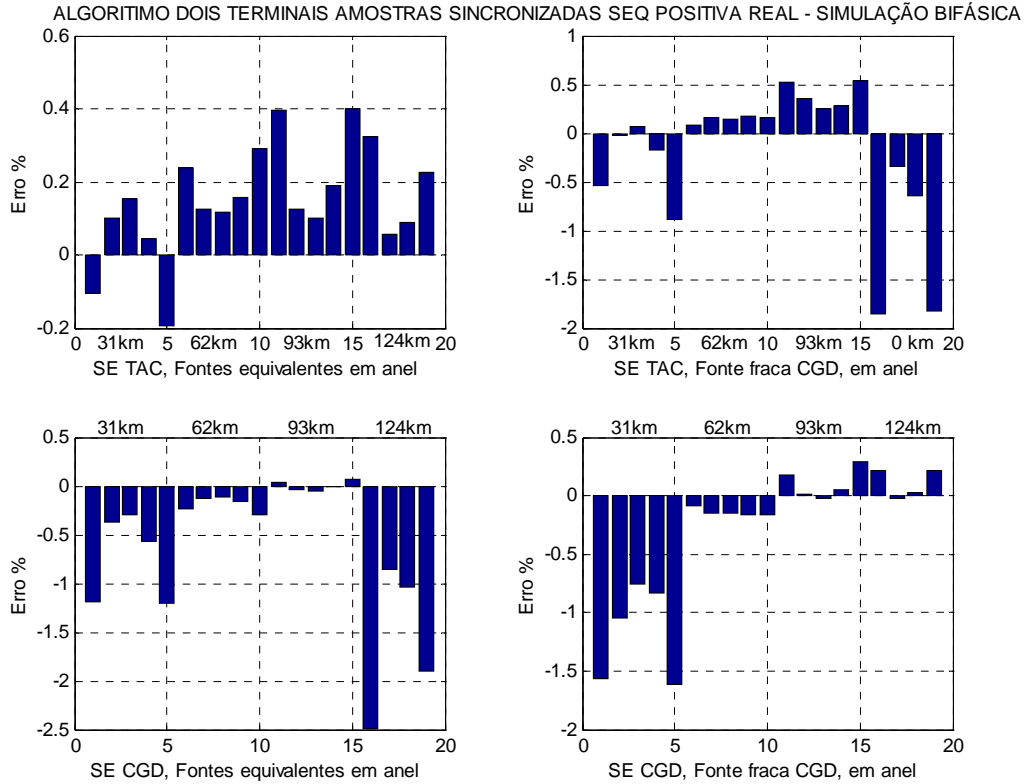 ALGORITIMO DOIS TERMINAIS AMOSTRAS SINCRONIZADAS SEQ POSITIVA REAL - SIMULAÇÃO BIFÁSICA
0.6
0.4
0.2
0
-0.2
Erro %
0 31km 5 62km 10 93km 15 124km 20
SE TAC, Fontes equivalentes em anel
1
0.5
0
-0.5
-1
-1.5
-2
Erro %
0 31km 5 62km 10 93km 15 0 km 20
SE TAC, Fonte fraca CGD, em anel
31km 62km 93km 124km
0.5
0
-0.5
-1
-1.5
-2
-2.5
Erro %
0 5 10 15 20
SE CGD, Fontes equivalentes em anel
31km 62km 93km 124km
0.5
0
-0.5
-1
-1.5
-2
Erro %
0 5 10 15 20
SE CGD, Fonte fraca CGD, em anel